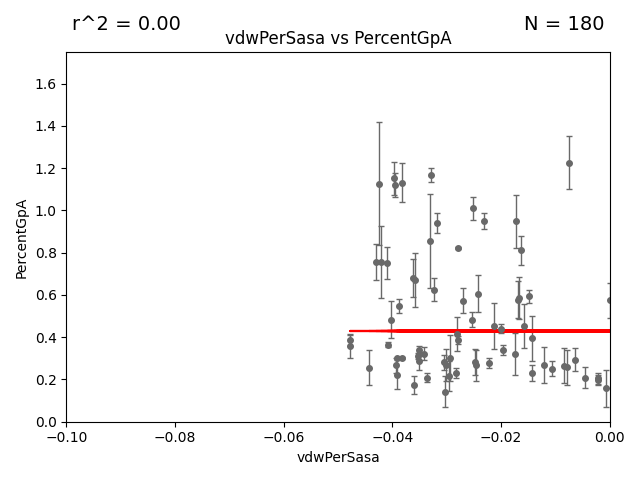 r^2 = 0.00
N = 180
vdwPerSasa vs PercentGpA
PercentGpA
1.6
1.4
1.2
1.0
0.8
0.6
0.4
0.2
0.0
−0.10 −0.08 −0.06 −0.04 −0.02 0.00
vdwPerSasa